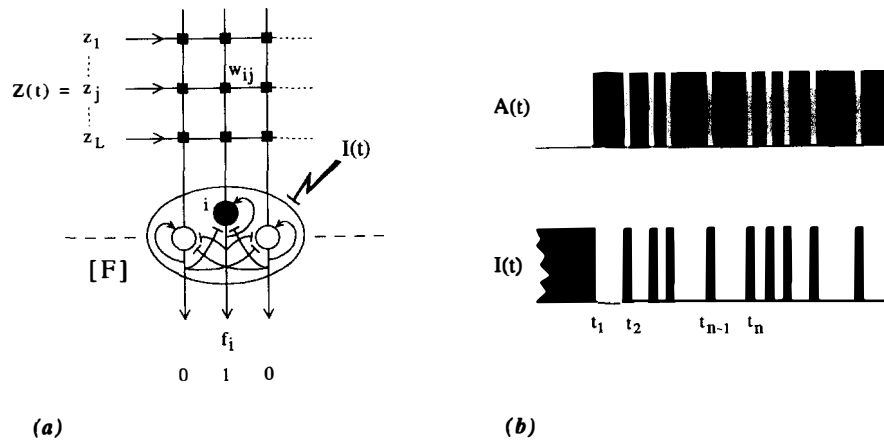 z1
Z(t) = zj
wij
zL
I(t)
i
[F]
fi
0 1 0
(a)
A(t)
I(t)
t1 t2 tn-1 tn
(b)